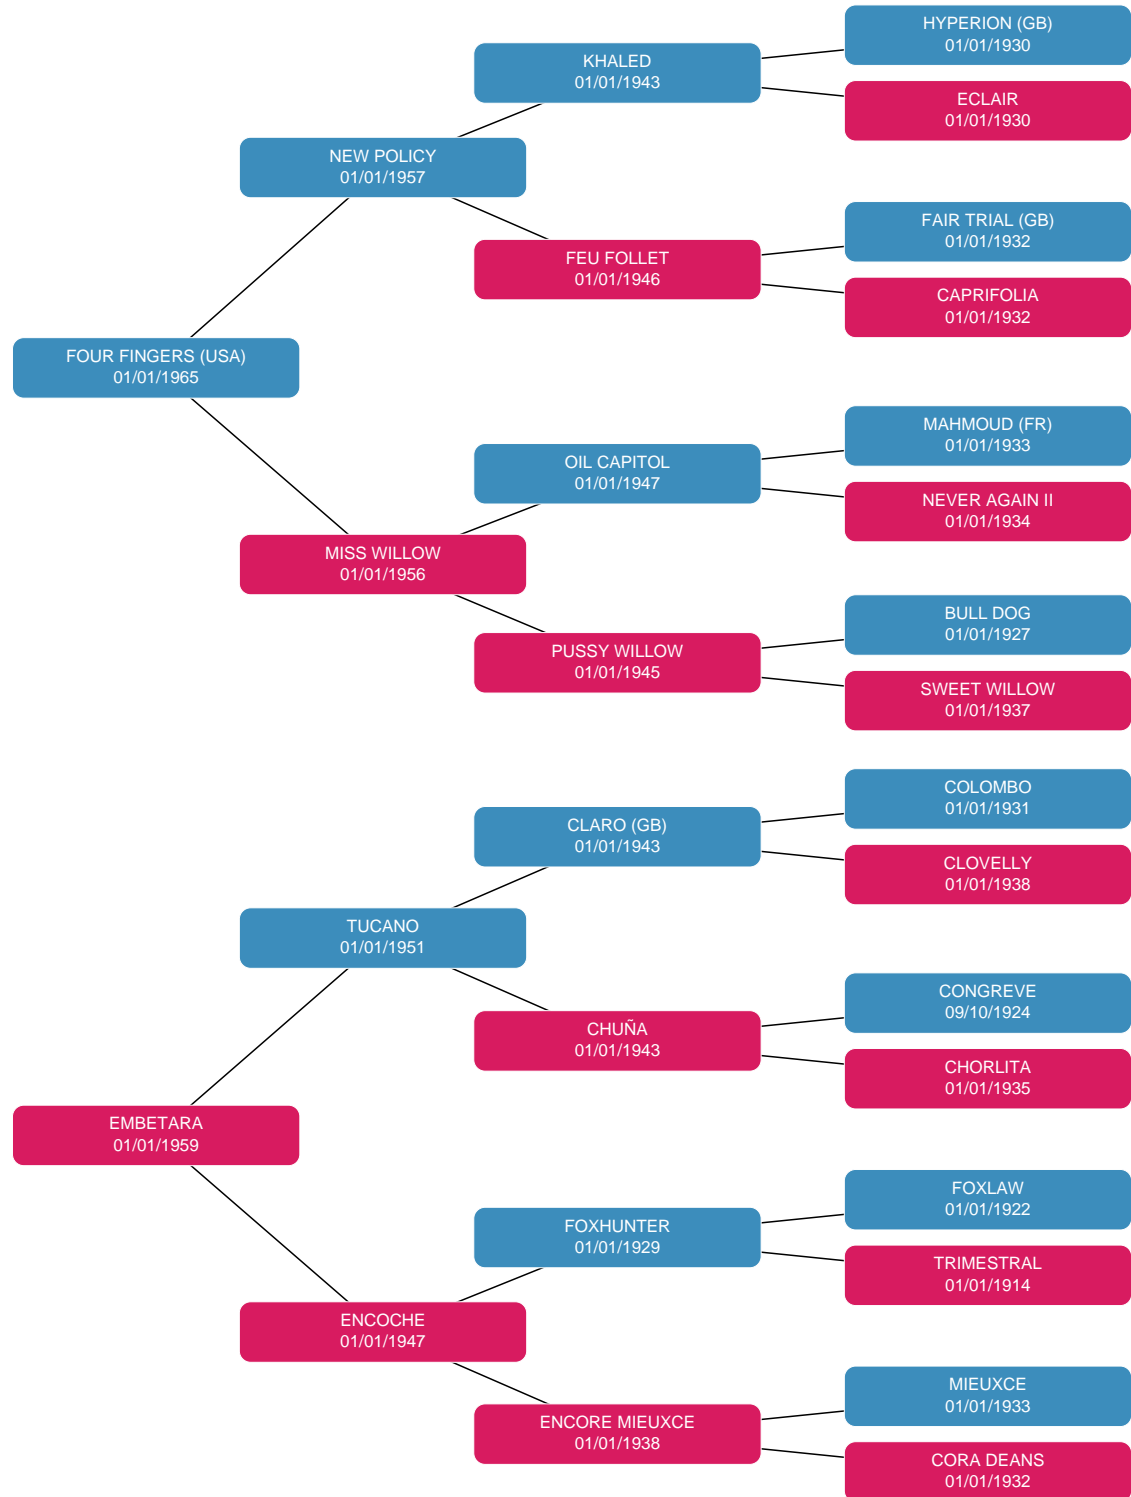 HYPERION (GB)
01/01/1930
KHALED
01/01/1943
ECLAIR
01/01/1930
NEW POLICY
01/01/1957
FAIR TRIAL (GB)
01/01/1932
FEU FOLLET
01/01/1946
CAPRIFOLIA
01/01/1932
FOUR FINGERS (USA)
01/01/1965
MAHMOUD (FR)
01/01/1933
OIL CAPITOL
01/01/1947
NEVER AGAIN II
01/01/1934
MISS WILLOW
01/01/1956
BULL DOG
01/01/1927
PUSSY WILLOW
01/01/1945
SWEET WILLOW
01/01/1937
COLOMBO
01/01/1931
CLARO (GB)
01/01/1943
CLOVELLY
01/01/1938
TUCANO
01/01/1951
CONGREVE
09/10/1924
CHUÑA
01/01/1943
CHORLITA
01/01/1935
EMBETARA
01/01/1959
FOXLAW
01/01/1922
FOXHUNTER
01/01/1929
TRIMESTRAL
01/01/1914
ENCOCHE
01/01/1947
MIEUXCE
01/01/1933
ENCORE MIEUXCE
01/01/1938
CORA DEANS
01/01/1932